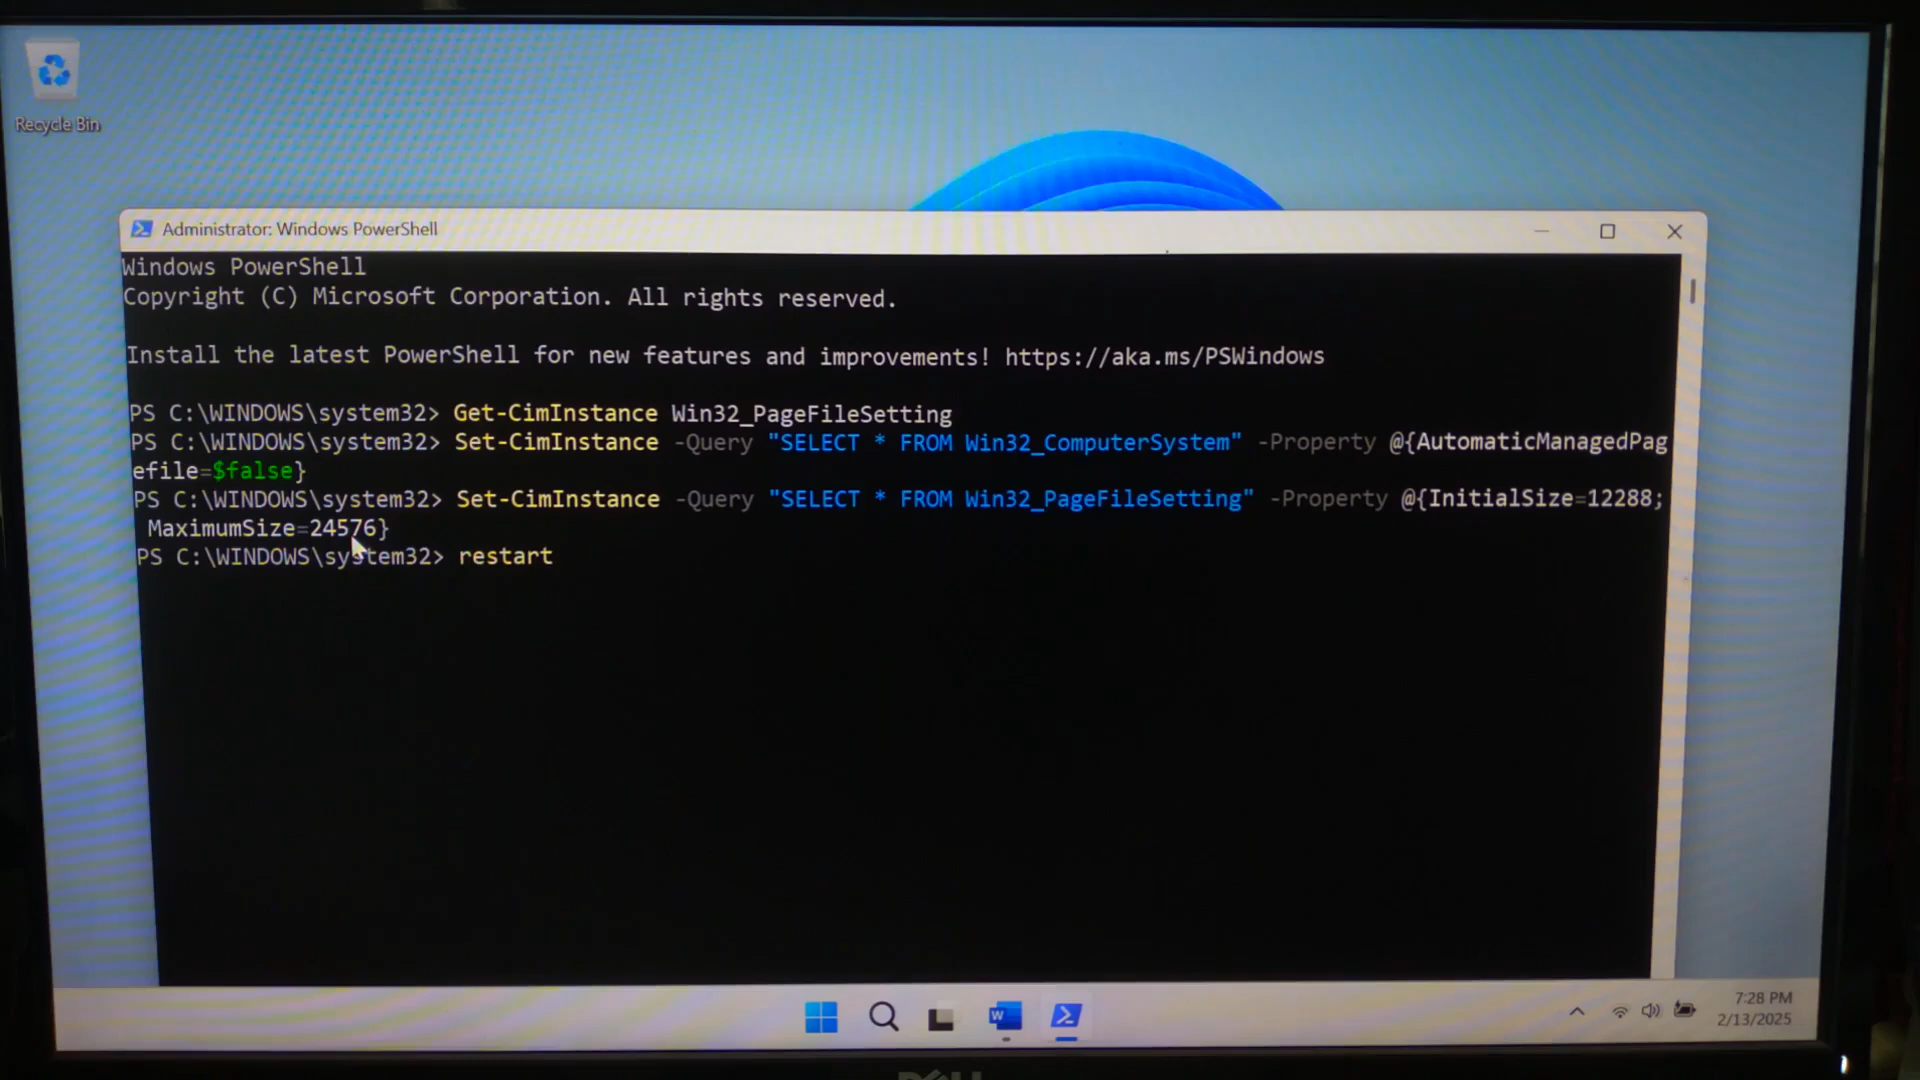 Recycle Bin
Administrator: Windows PowerShell
Windows PowerShell
Copyright (C) Microsoft Corporation. All rights reserved.
Install the latest PowerShell for new features and improvements! https://aka.ms/PSWindows
PS C:\WINDOWS\system32> Get-CimInstance Win32_PageFileSetting
PS C:\WINDOWS\system32> Set-CimInstance -Query "SELECT * FROM Win32_ComputerSystem" -Property @{AutomaticManagedPag
efile=$false}
PS C:\WINDOWS\system32> Set-CimInstance -Query "SELECT * FROM Win32_PageFileSetting" -Property @{InitialSize=12288;
MaximumSize=24576}
PS C:\WINDOWS\system32> restart
W
7:28 PM
2/13/2025
DELL